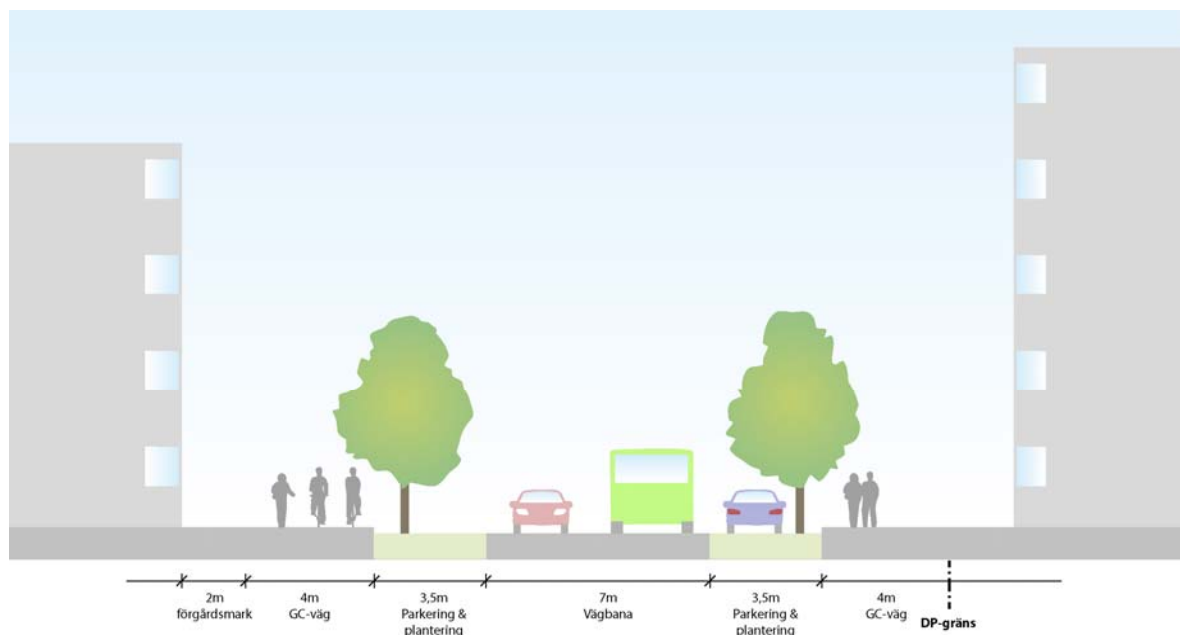 2m
förgårdsmark
4m
GC-väg
3,5m
Parkering &
plantering
7m
Vägbana
3,5m
Parkering &
plantering
4m
GC-väg
DP-gräns